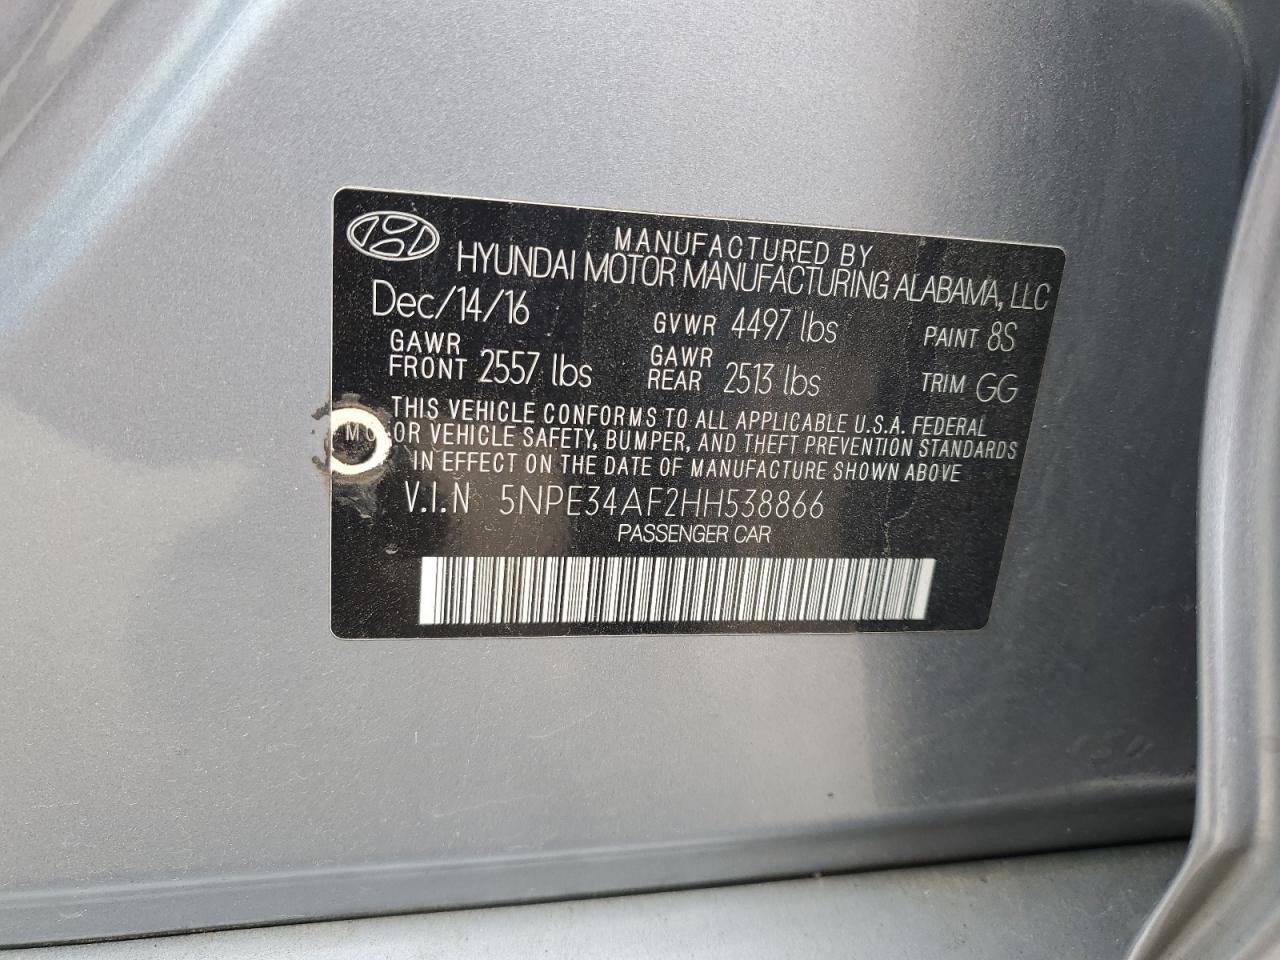 MANUFACTURED BY
HYUNDAI MOTOR MANUFACTURING ALABAMA, LLC
Dec/14/16 GVWR 4497 lbs PAINT 8S
GAWR FRONT 2557 lbs GAWR REAR 2513 lbs TRIM GG
THIS VEHICLE CONFORMS TO ALL APPLICABLE U.S.A. FEDERAL
MOTOR VEHICLE SAFETY, BUMPER, AND THEFT PREVENTION STANDARDS
IN EFFECT ON THE DATE OF MANUFACTURE SHOWN ABOVE
V.I.N 5NPE34AF2HH538866
PASSENGER CAR